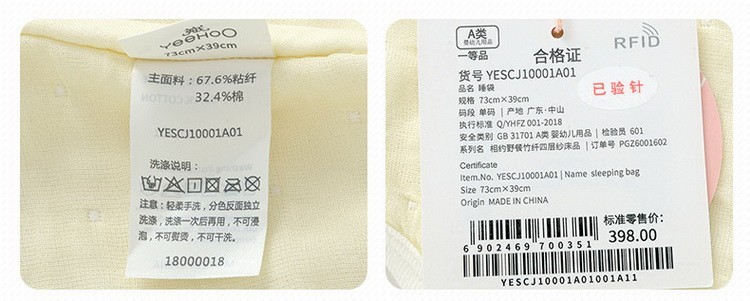 YeeHoO
73cm×39cm
主面料：67.6%粘纤
32.4%棉
YESCJ10001A01
洗涤说明：
注意：轻柔手洗，分色反面独立
洗涤，洗涤一次后再用，不可浸
泡，不可熨烫，不可干洗。
18000018
A类
婴幼儿用品
一等品
合格证
RFID
货号 YESCJ10001A01
品名 睡袋
规格 73cm×39cm
码段 单码 | 产地 广东·中山
执行标准 Q/YHFZ 001-2018
安全类别 GB 31701 A类 婴幼儿用品 | 检验员 601
系列名 相约野餐竹纤四层纱床品 | 订单号 PGZ6001602
已验针
Certificate
Item.No. YESCJ10001A01 | Name sleeping bag
Size 73cm×39cm
Origin MADE IN CHINA
标准零售价：
398.00
6 902469 700351
YESCJ10001A01001A11